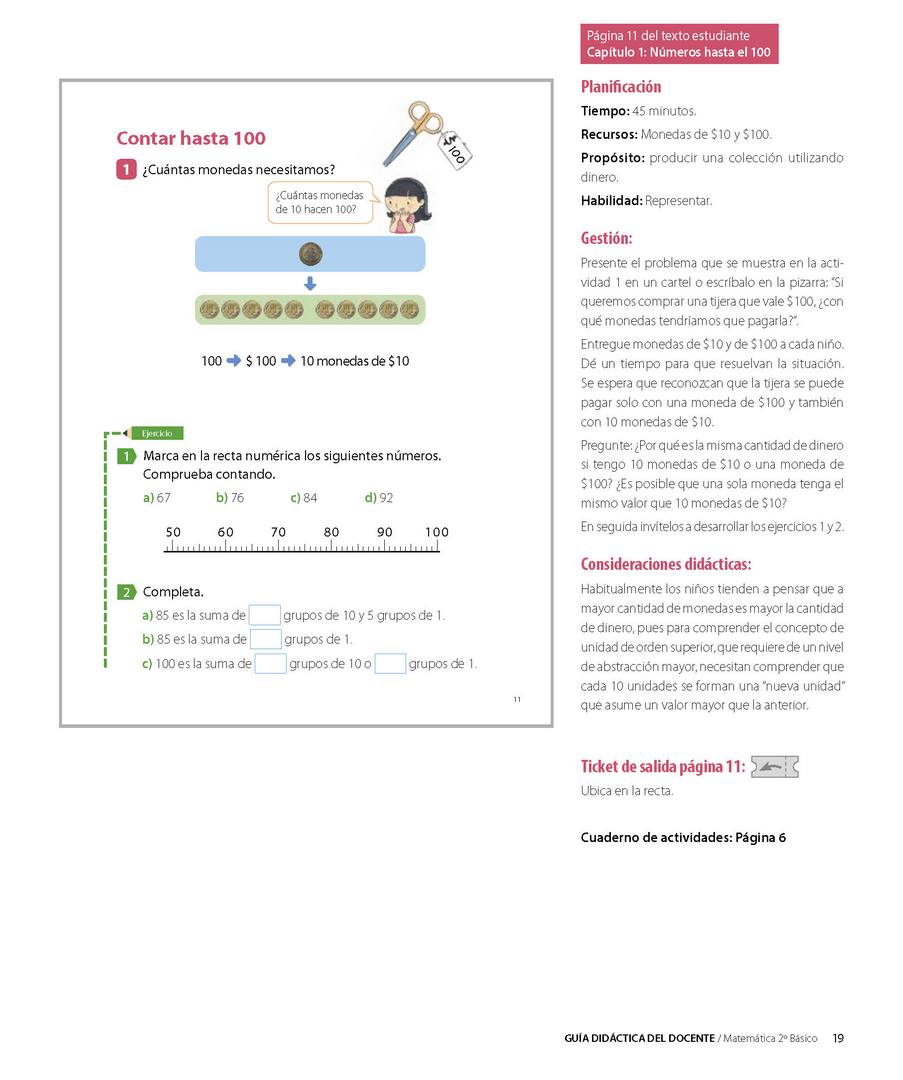 Página 11 del texto estudiante
Capítulo 1: Números hasta el 100
Contar hasta 100
$ 100
1 ¿Cuántas monedas necesitamos?
¿Cuántas monedas
de 10 hacen 100?
100 $ 100 10 monedas de $10
Ejercicio
1 Marca en la recta numérica los siguientes números.
Comprueba contando.
a) 67 b) 76 c) 84 d) 92
50 60 70 80 90 100
2 Completa.
a) 85 es la suma de grupos de 10 y 5 grupos de 1.
b) 85 es la suma de grupos de 1.
c) 100 es la suma de grupos de 10 o grupos de 1.
11
Planificación
Tiempo: 45 minutos.
Recursos: Monedas de $10 y $100.
Propósito: producir una colección utilizando
dinero.
Habilidad: Representar.
Gestión:
Presente el problema que se muestra en la acti-
vidad 1 en un cartel o escríbalo en la pizarra: “Si
queremos comprar una tijera que vale $100, ¿con
qué monedas tendríamos que pagarla?”.
Entregue monedas de $10 y de $100 a cada niño.
Dé un tiempo para que resuelvan la situación.
Se espera que reconozcan que la tijera se puede
pagar solo con una moneda de $100 y también
con 10 monedas de $10.
Pregunte: ¿Por qué es la misma cantidad de dinero
si tengo 10 monedas de $10 o una moneda de
$100? ¿Es posible que una sola moneda tenga el
mismo valor que 10 monedas de $10?
En seguida invítelos a desarrollar los ejercicios 1 y 2.
Consideraciones didácticas:
Habitualmente los niños tienden a pensar que a
mayor cantidad de monedas es mayor la cantidad
de dinero, pues para comprender el concepto de
unidad de orden superior, que requiere de un nivel
de abstracción mayor, necesitan comprender que
cada 10 unidades se forman una “nueva unidad”
que asume un valor mayor que la anterior.
Ticket de salida página 11:
Ubica en la recta.
Cuaderno de actividades: Página 6
GUÍA DIDÁCTICA DEL DOCENTE / Matemática 2º Básico 19